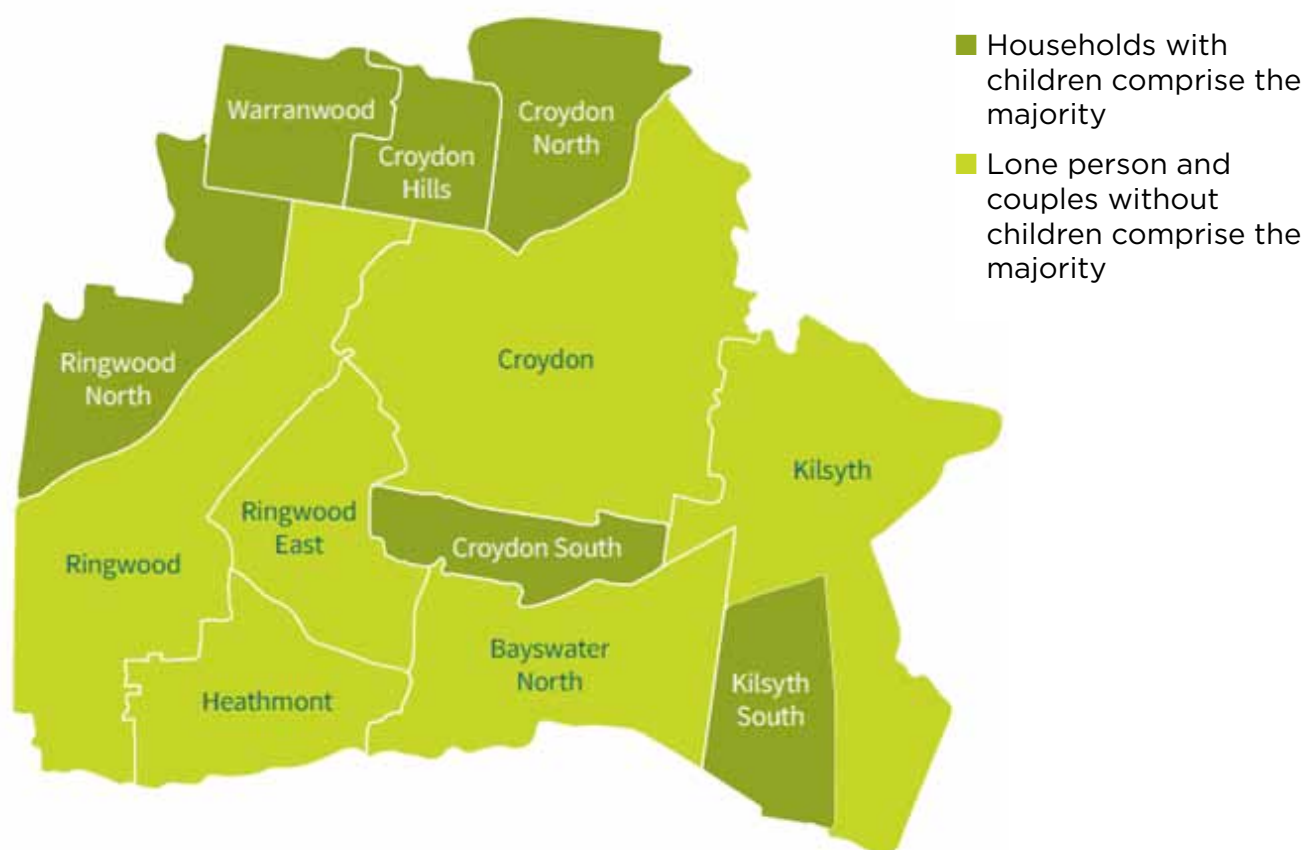 Warranwood
Croydon
Hills
Croydon
North
Ringwood
North
Croydon
Kilsyth
Ringwood
East
Ringwood
Croydon South
Bayswater
North
Heathmont
Kilsyth
South
Households with
children comprise the
majority
Lone person and
couples without
children comprise the
majority